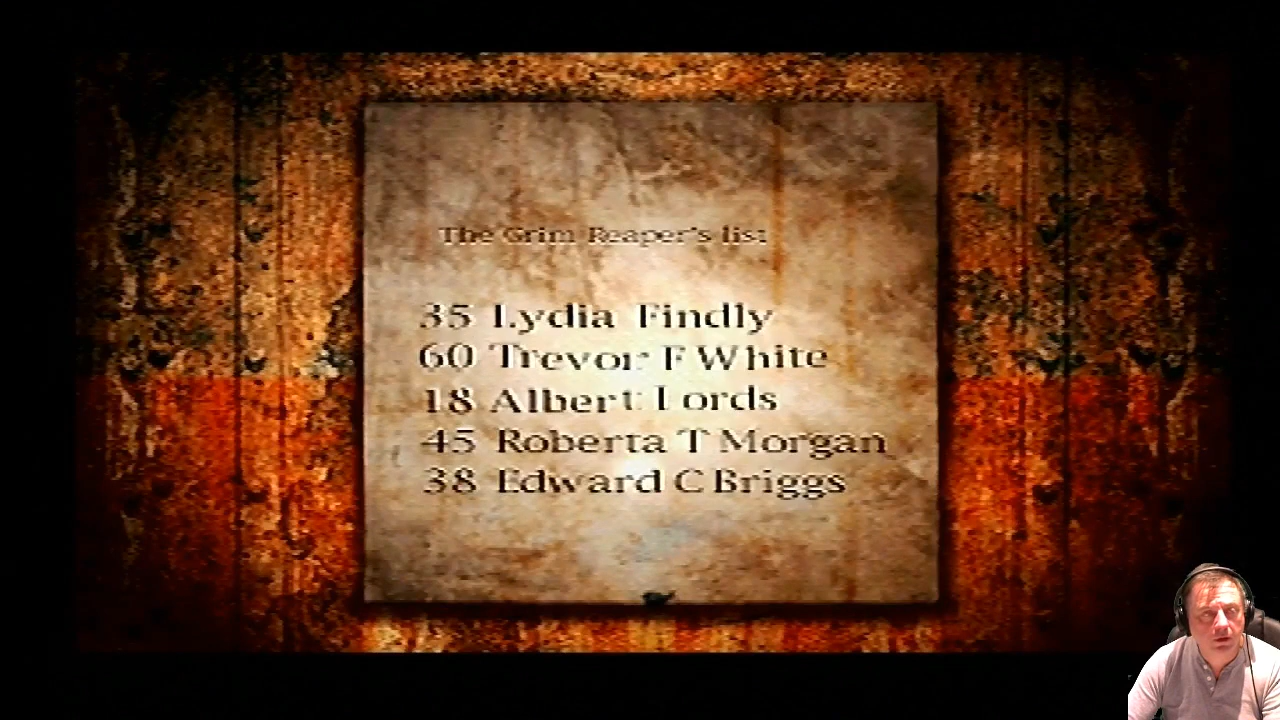 The Grim Reaper's list
35 Lydia Findly
60 Trevor F White
18 Albert Lords
45 Roberta T Morgan
38 Edward C Briggs